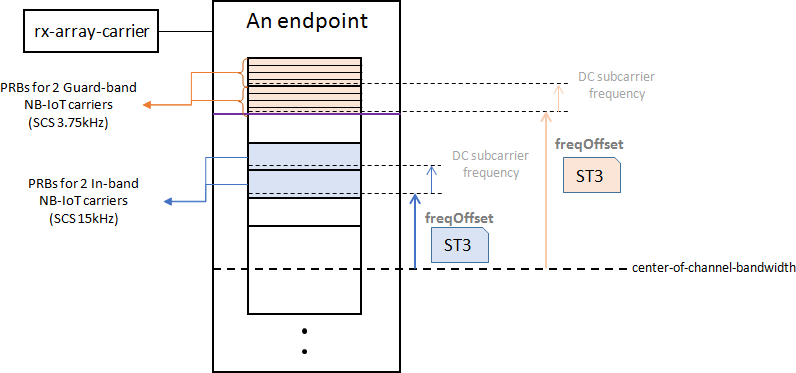 An endpoint
rx-array-carrier
PRBs for 2 Guard-band
NB-IoT carriers
(SCS 3.75kHz)
DC subcarrier
frequency
freqOffset
ST3
PRBs for 2 In-band
NB-IoT carriers
(SCS 15kHz)
DC subcarrier
frequency
freqOffset
ST3
center-of-channel-bandwidth